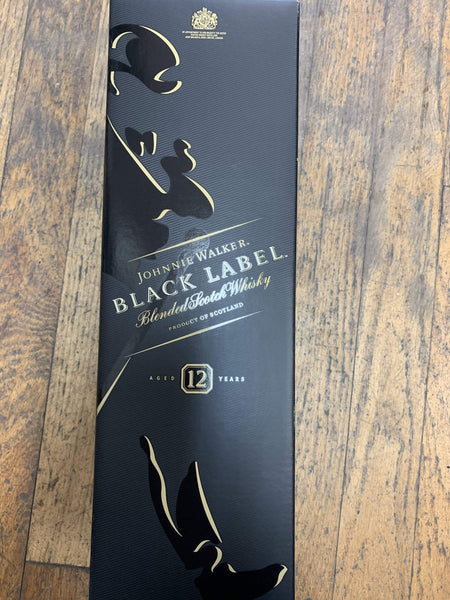 JOHNNIE WALKER.
BLACK LABEL.
Blended Scotch Whisky
PRODUCT OF SCOTLAND
AGED 12 YEARS